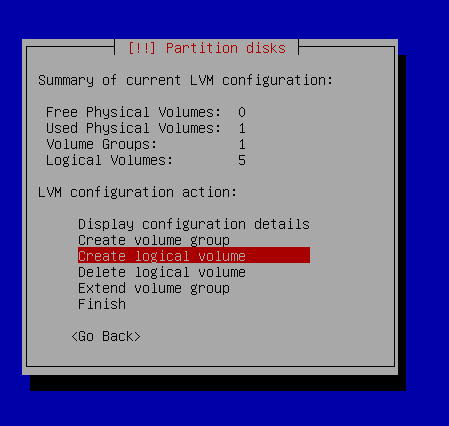 [!!] Partition disks
Summary of current LVM configuration:
Free Physical Volumes: 0
Used Physical Volumes: 1
Volume Groups: 1
Logical Volumes: 5
LVM configuration action:
Display configuration details
Create volume group
Create logical volume
Delete logical volume
Extend volume group
Finish
<Go Back>